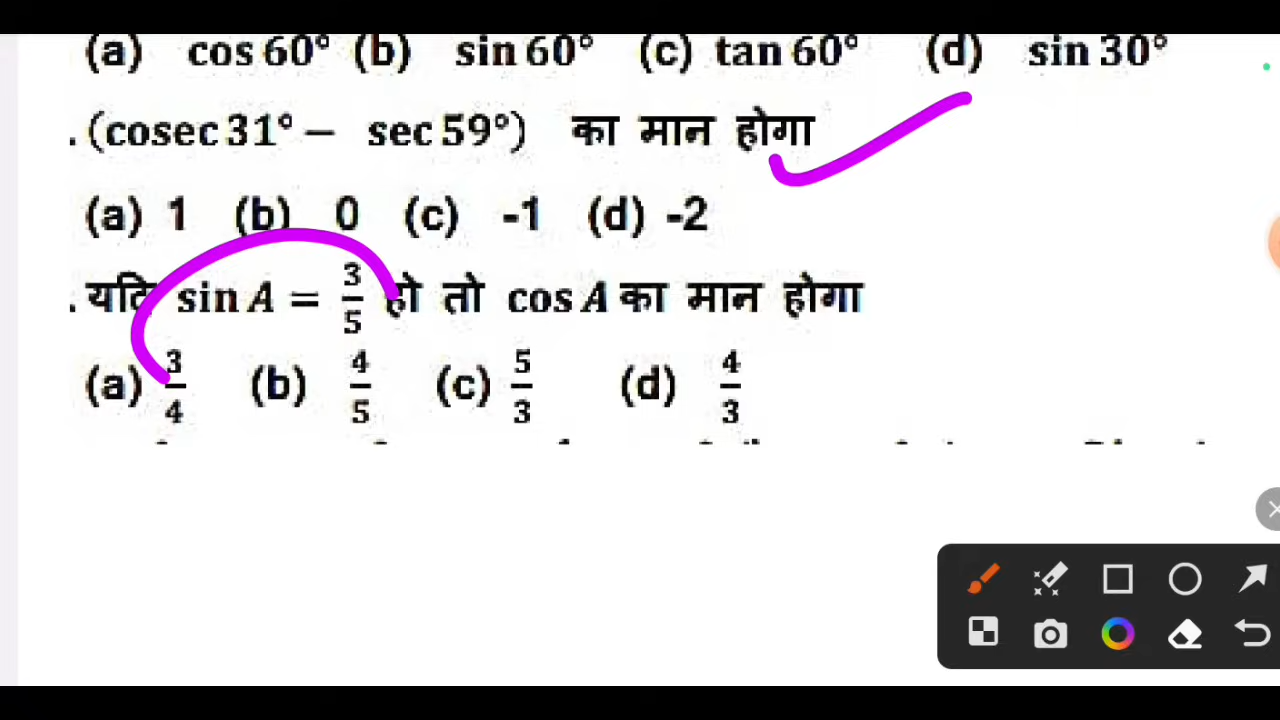 (a) cos 60° (b) sin 60° (c) tan 60° (d) sin 30°
. (cosec 31° − sec 59°) का मान होगा
(a) 1 (b) 0 (c) -1 (d) -2
. यदि sin A = 3/5 हो तो cos A का मान होगा
(a) 3/4 (b) 4/5 (c) 5/3 (d) 4/3